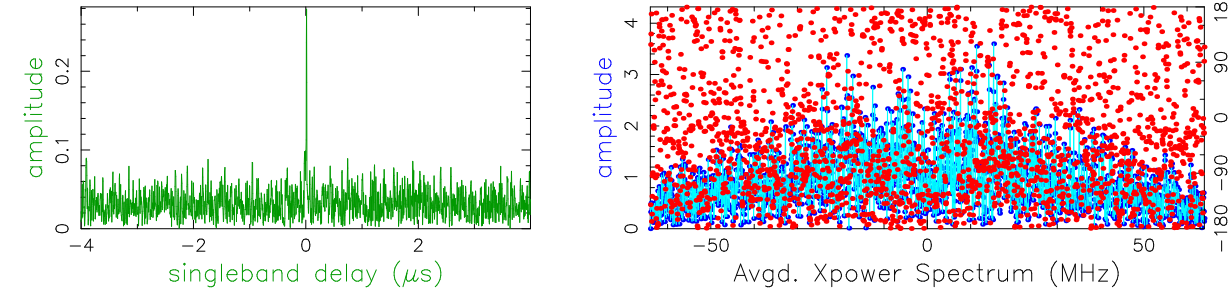 amplitude
0 0.1 0.2
−4 −2 0 2
singleband delay (μs)
amplitude
0 1 2 3 4
−50 0 50
Avgd. Xpower Spectrum (MHz)
−180 −90 0 90 18